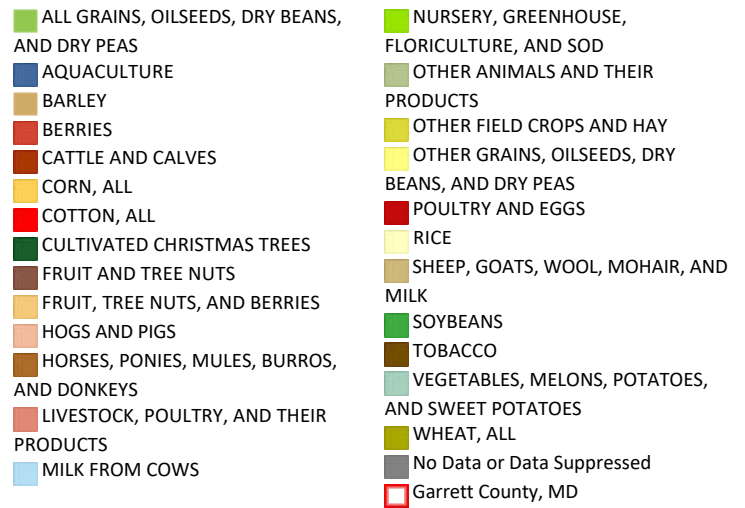 ALL GRAINS, OILSEEDS, DRY BEANS,
AND DRY PEAS
AQUACULTURE
BARLEY
BERRIES
CATTLE AND CALVES
CORN, ALL
COTTON, ALL
CULTIVATED CHRISTMAS TREES
FRUIT AND TREE NUTS
FRUIT, TREE NUTS, AND BERRIES
HOGS AND PIGS
HORSES, PONIES, MULES, BURROS,
AND DONKEYS
LIVESTOCK, POULTRY, AND THEIR
PRODUCTS
MILK FROM COWS
NURSERY, GREENHOUSE,
FLORICULTURE, AND SOD
OTHER ANIMALS AND THEIR
PRODUCTS
OTHER FIELD CROPS AND HAY
OTHER GRAINS, OILSEEDS, DRY
BEANS, AND DRY PEAS
POULTRY AND EGGS
RICE
SHEEP, GOATS, WOOL, MOHAIR, AND
MILK
SOYBEANS
TOBACCO
VEGETABLES, MELONS, POTATOES,
AND SWEET POTATOES
WHEAT, ALL
No Data or Data Suppressed
Garrett County, MD